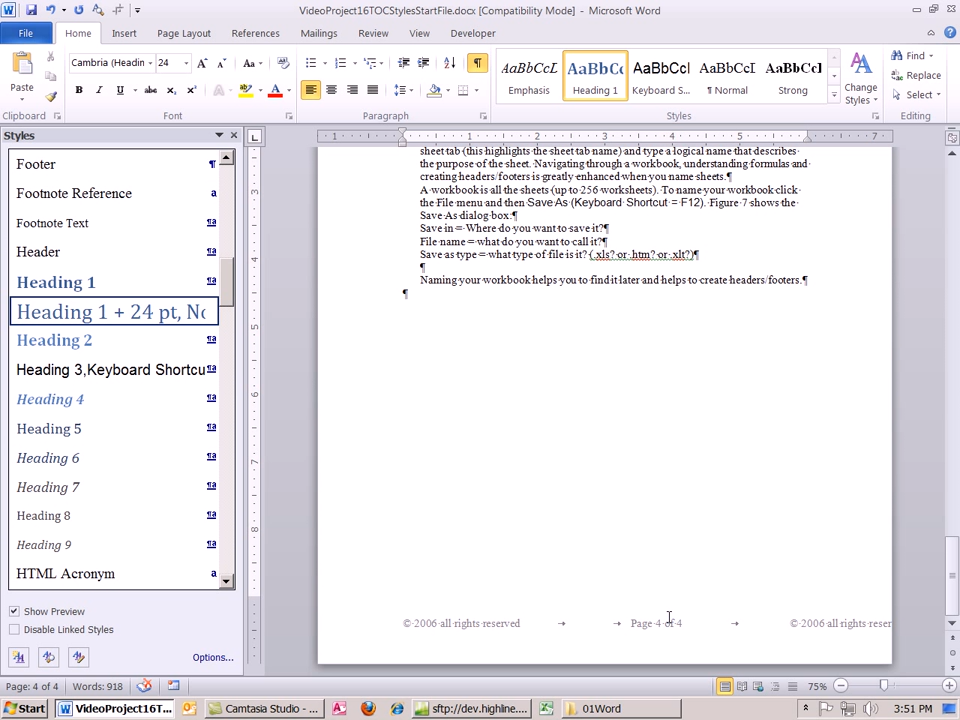 VideoProject16TOCStylesStartFile.docx [Compatibility Mode] - Microsoft Word
File Home Insert Page Layout References Mailings Review View Developer
Cambria (Headin 24
Paste
Clipboard Font Paragraph Styles Editing
AaBbCcL AaBbCc AaBbCcI AaBbCcD AaBbCcI
Emphasis Heading 1 Keyboard S... ¶ Normal Strong
Change Styles
Find
Replace
Select
Styles
Footer
Footnote Reference
Footnote Text
Header
Heading 1
Heading 1 + 24 pt, Nc
Heading 2
Heading 3,Keyboard Shortcu
Heading 4
Heading 5
Heading 6
Heading 7
Heading 8
Heading 9
HTML Acronym
Show Preview
Disable Linked Styles
Options...
sheet tab (this highlights the sheet tab name) and type a logical name that describes
the purpose of the sheet. Navigating through a workbook, understanding formulas and
creating headers/footers is greatly enhanced when you name sheets.¶
A workbook is all the sheets (up to 256 worksheets). To name your workbook click
the File menu and then Save As (Keyboard Shortcut = F12). Figure 7 shows the
Save As dialog box:¶
Save in = Where do you want to save it?¶
File name = what do you want to call it?¶
Save as type = what type of file is it? (.xls? or .htm? or .xlt?)¶
¶
Naming your workbook helps you to find it later and helps to create headers/footers.¶
¶
© 2006 all rights reserved → → Page 4 of 4 → © 2006 all rights reser
Page: 4 of 4 Words: 918 75%
Start VideoProject16T... Camtasia Studio - ... sftp://dev.highline.... 01Word 3:51 PM